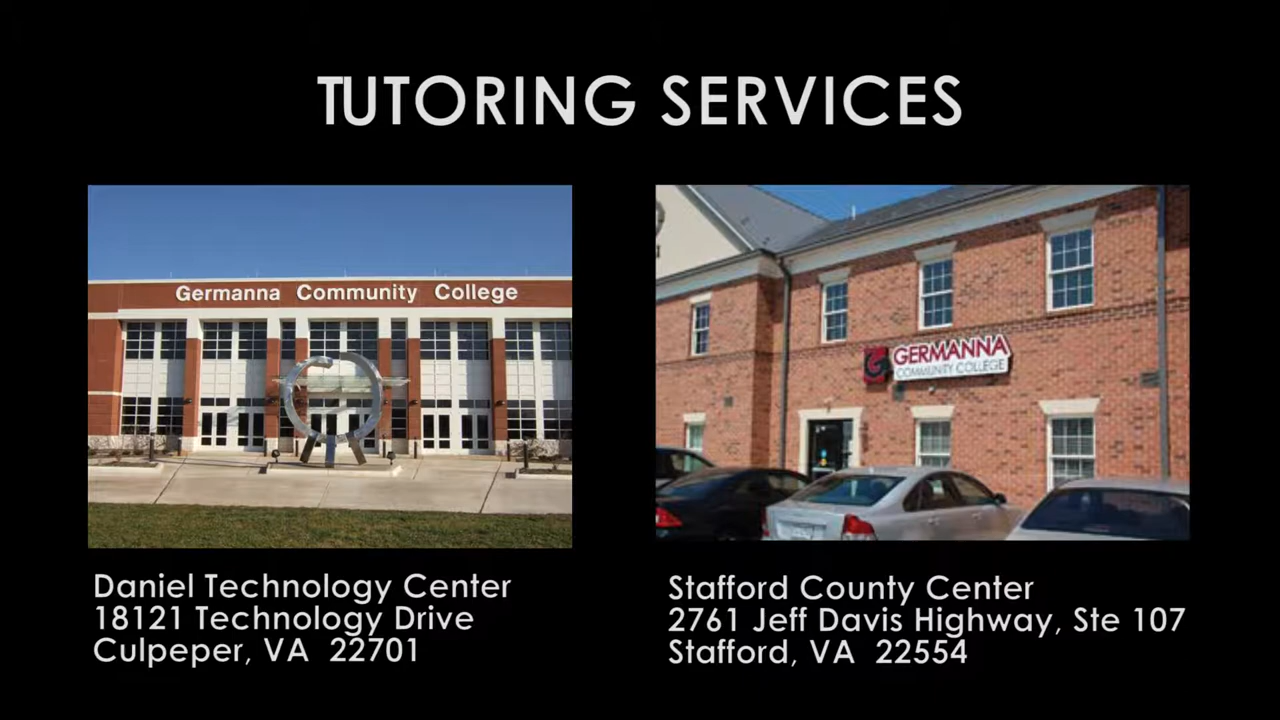 TUTORING SERVICES
Germanna Community College
GERMANNA
COMMUNITY COLLEGE
Daniel Technology Center
18121 Technology Drive
Culpeper, VA 22701
Stafford County Center
2761 Jeff Davis Highway, Ste 107
Stafford, VA 22554